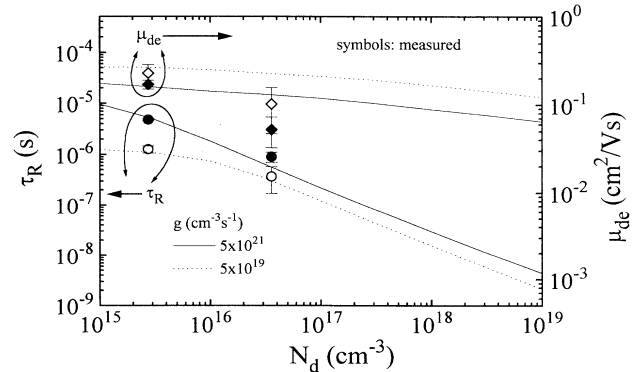 10⁻⁴
10⁻⁵
10⁻⁶
10⁻⁷
10⁻⁸
10⁻⁹
τR (s)
μde
symbols: measured
τR
g (cm⁻³s⁻¹)
5x10²¹
5x10¹⁹
10¹⁵
10¹⁶
10¹⁷
10¹⁸
10¹⁹
Nd (cm⁻³)
10⁰
10⁻¹
10⁻²
10⁻³
μde (cm²/Vs)